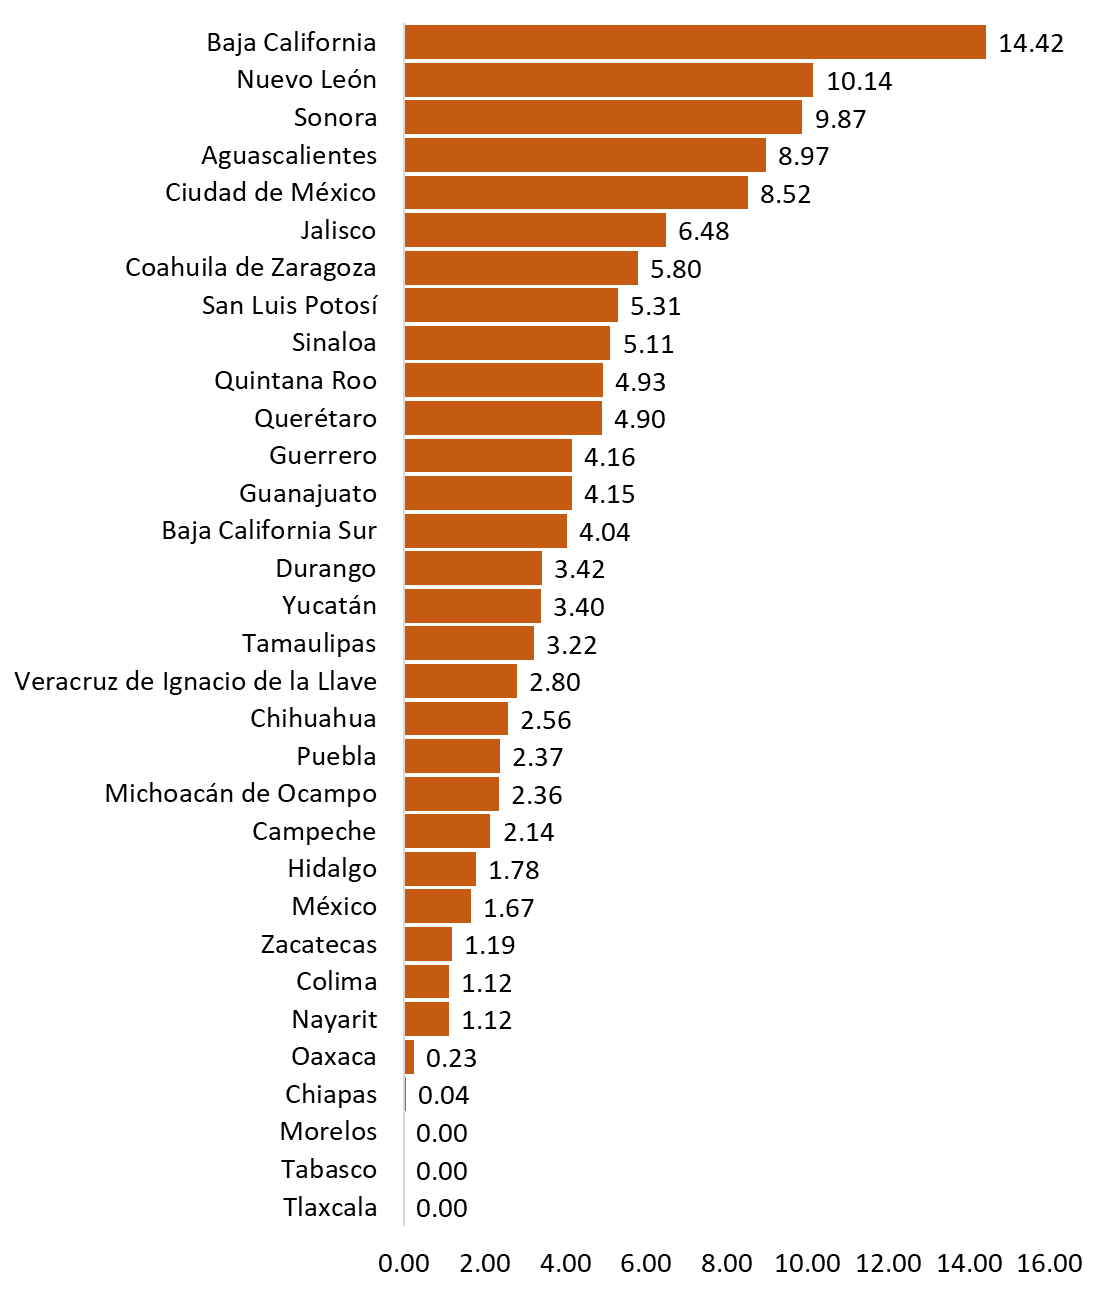 Baja California 14.42
Nuevo León 10.14
Sonora 9.87
Aguascalientes 8.97
Ciudad de México 8.52
Jalisco 6.48
Coahuila de Zaragoza 5.80
San Luis Potosí 5.31
Sinaloa 5.11
Quintana Roo 4.93
Querétaro 4.90
Guerrero 4.16
Guanajuato 4.15
Baja California Sur 4.04
Durango 3.42
Yucatán 3.40
Tamaulipas 3.22
Veracruz de Ignacio de la Llave 2.80
Chihuahua 2.56
Puebla 2.37
Michoacán de Ocampo 2.36
Campeche 2.14
Hidalgo 1.78
México 1.67
Zacatecas 1.19
Colima 1.12
Nayarit 1.12
Oaxaca 0.23
Chiapas 0.04
Morelos 0.00
Tabasco 0.00
Tlaxcala 0.00
0.00 2.00 4.00 6.00 8.00 10.00 12.00 14.00 16.00